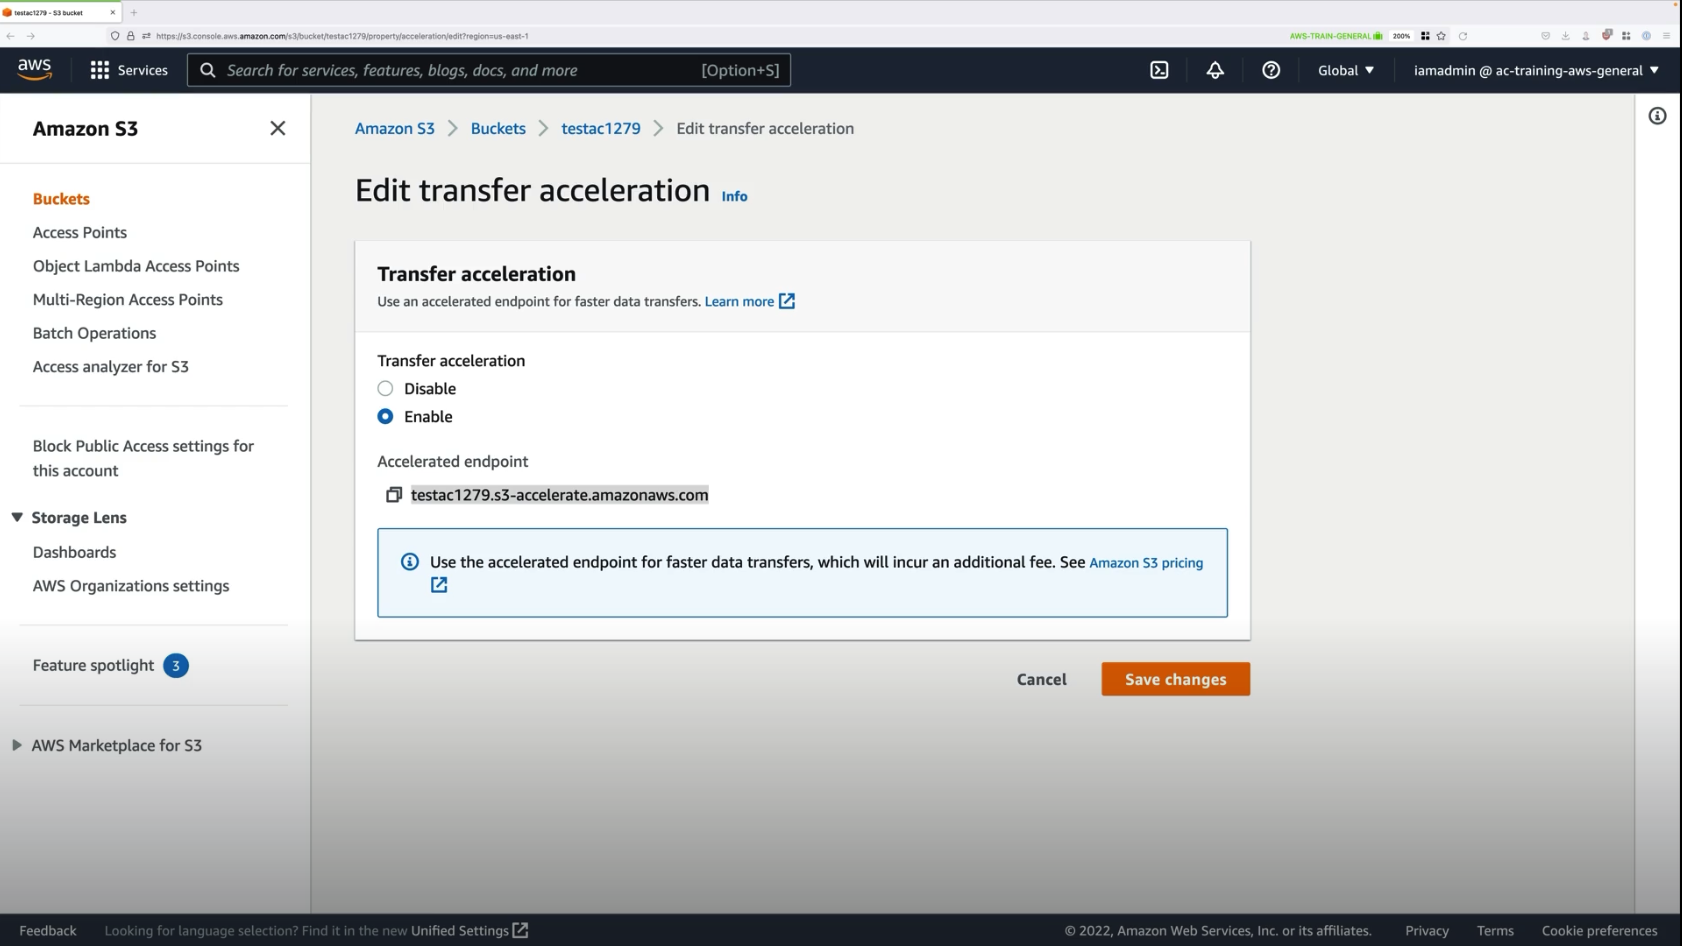 testac1279 - S3 bucket
https://s3.console.aws.amazon.com/s3/bucket/testac1279/property/acceleration/edit?region=us-east-1
AWS-TRAIN-GENERAL
200%
aws
Services
Search for services, features, blogs, docs, and more
[Option+S]
Global
iamadmin @ ac-training-aws-general
Amazon S3
Buckets
Access Points
Object Lambda Access Points
Multi-Region Access Points
Batch Operations
Access analyzer for S3
Block Public Access settings for
this account
Storage Lens
Dashboards
AWS Organizations settings
Feature spotlight 3
AWS Marketplace for S3
Amazon S3 > Buckets > testac1279 > Edit transfer acceleration
Edit transfer acceleration Info
Transfer acceleration
Use an accelerated endpoint for faster data transfers. Learn more
Transfer acceleration
Disable
Enable
Accelerated endpoint
testac1279.s3-accelerate.amazonaws.com
Use the accelerated endpoint for faster data transfers, which will incur an additional fee. See Amazon S3 pricing
Cancel
Save changes
Feedback
Looking for language selection? Find it in the new Unified Settings
© 2022, Amazon Web Services, Inc. or its affiliates.
Privacy
Terms
Cookie preferences